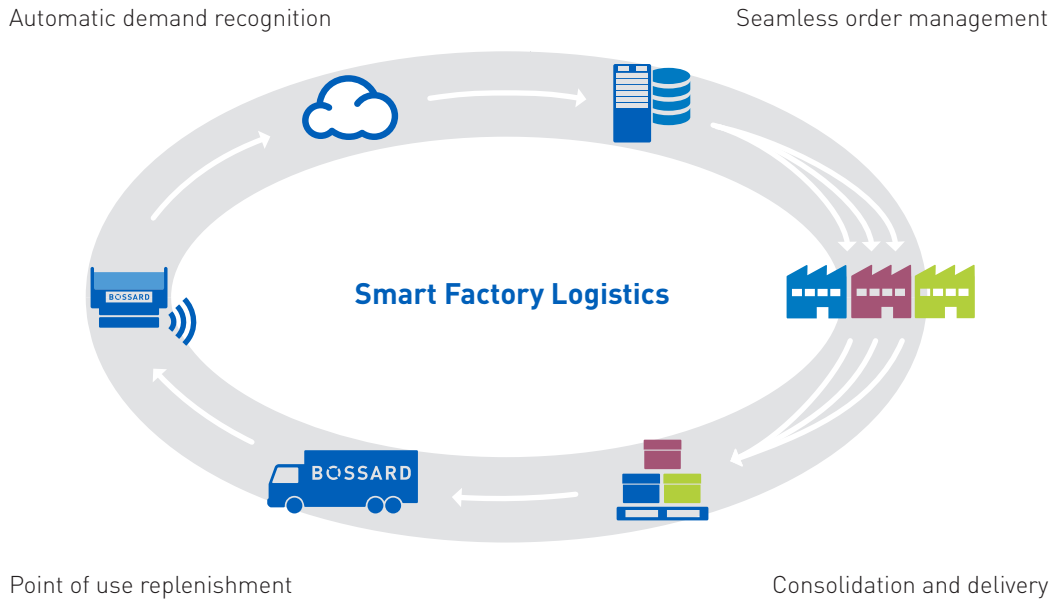 Automatic demand recognition
Seamless order management
BOSSARD
Smart Factory Logistics
BOSSARD
Point of use replenishment
Consolidation and delivery